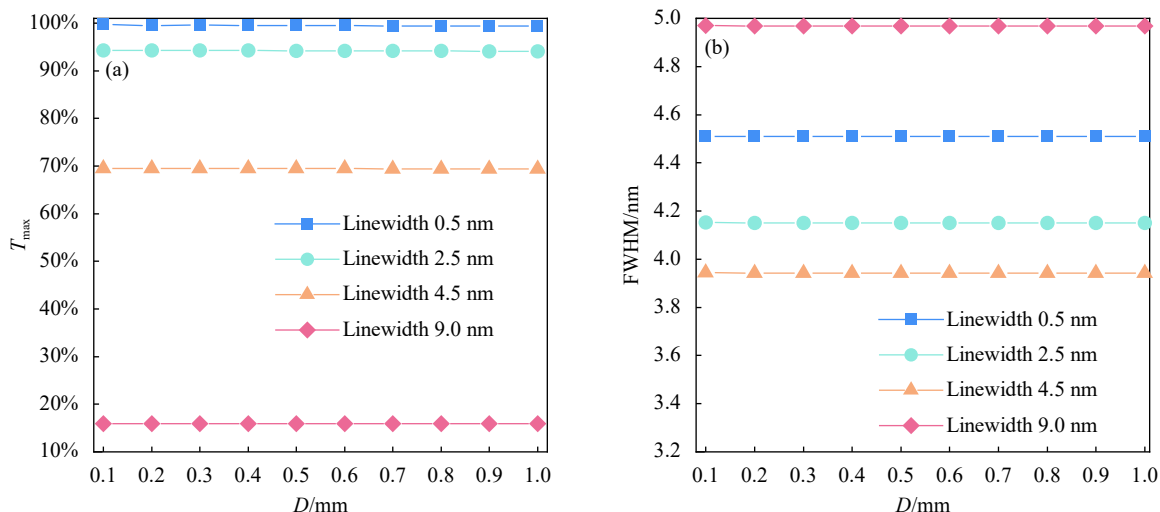 100%
90%
80%
70%
60%
50%
40%
30%
20%
10%
T_max
(a)
Linewidth 0.5 nm
Linewidth 2.5 nm
Linewidth 4.5 nm
Linewidth 9.0 nm
0.1 0.2 0.3 0.4 0.5 0.6 0.7 0.8 0.9 1.0
D/mm
5.0
4.8
4.6
4.4
4.2
4.0
3.8
3.6
3.4
3.2
FWHM/nm
(b)
Linewidth 0.5 nm
Linewidth 2.5 nm
Linewidth 4.5 nm
Linewidth 9.0 nm
0.1 0.2 0.3 0.4 0.5 0.6 0.7 0.8 0.9 1.0
D/mm